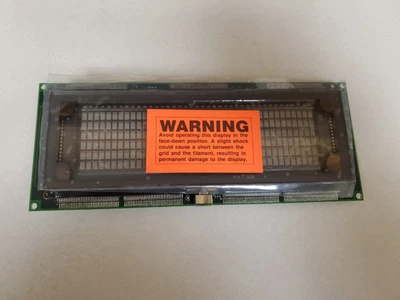 WARNING
Avoid operating this display in the
face-down position. A slight shock
could cause a short between the
grid and the filament, resulting in
permanent damage to the display.